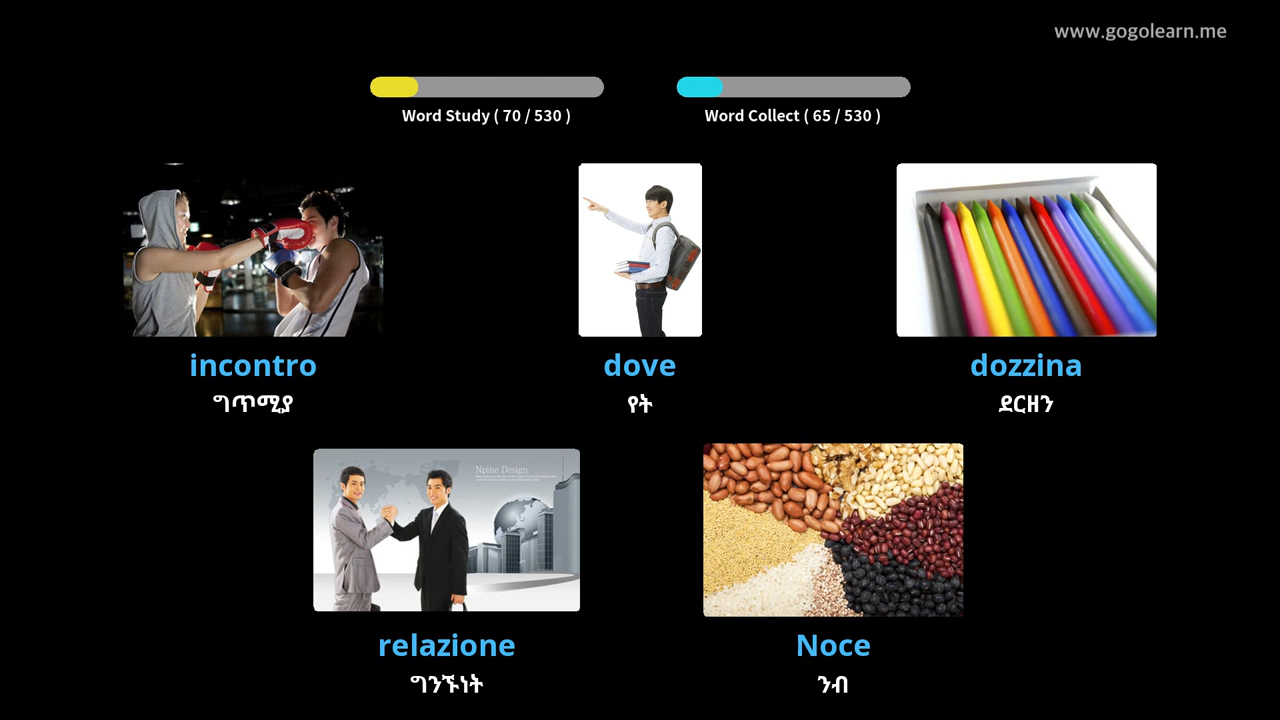 www.gogolearn.me
Word Study ( 70 / 530 )
Word Collect ( 65 / 530 )
incontro
dove
dozzina
ግጥሚያ
የት
ደርዘን
Npine Design
relazione
Noce
ግንኙነት
ንብ